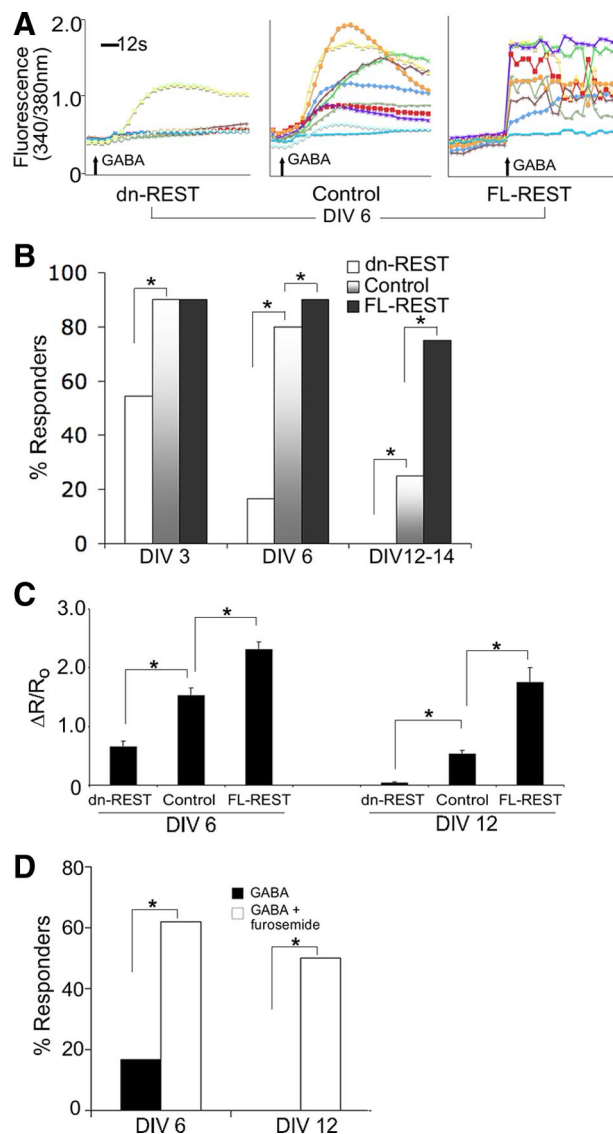 A
Fluorescence
(340/380nm)
2.0
1.0
0
12s
GABA
GABA
GABA
dn-REST
Control
FL-REST
DIV 6
B
% Responders
100
80
60
40
20
0
*
*
*
*
*
dn-REST
Control
FL-REST
DIV 3
DIV 6
DIV12-14
C
ΔR/Ro
3.0
2.0
1.0
0
*
*
*
*
dn-REST Control FL-REST
dn-REST Control FL-REST
DIV 6
DIV 12
D
% Responders
80
60
40
20
0
*
*
GABA
GABA +
furosemide
DIV 6
DIV 12